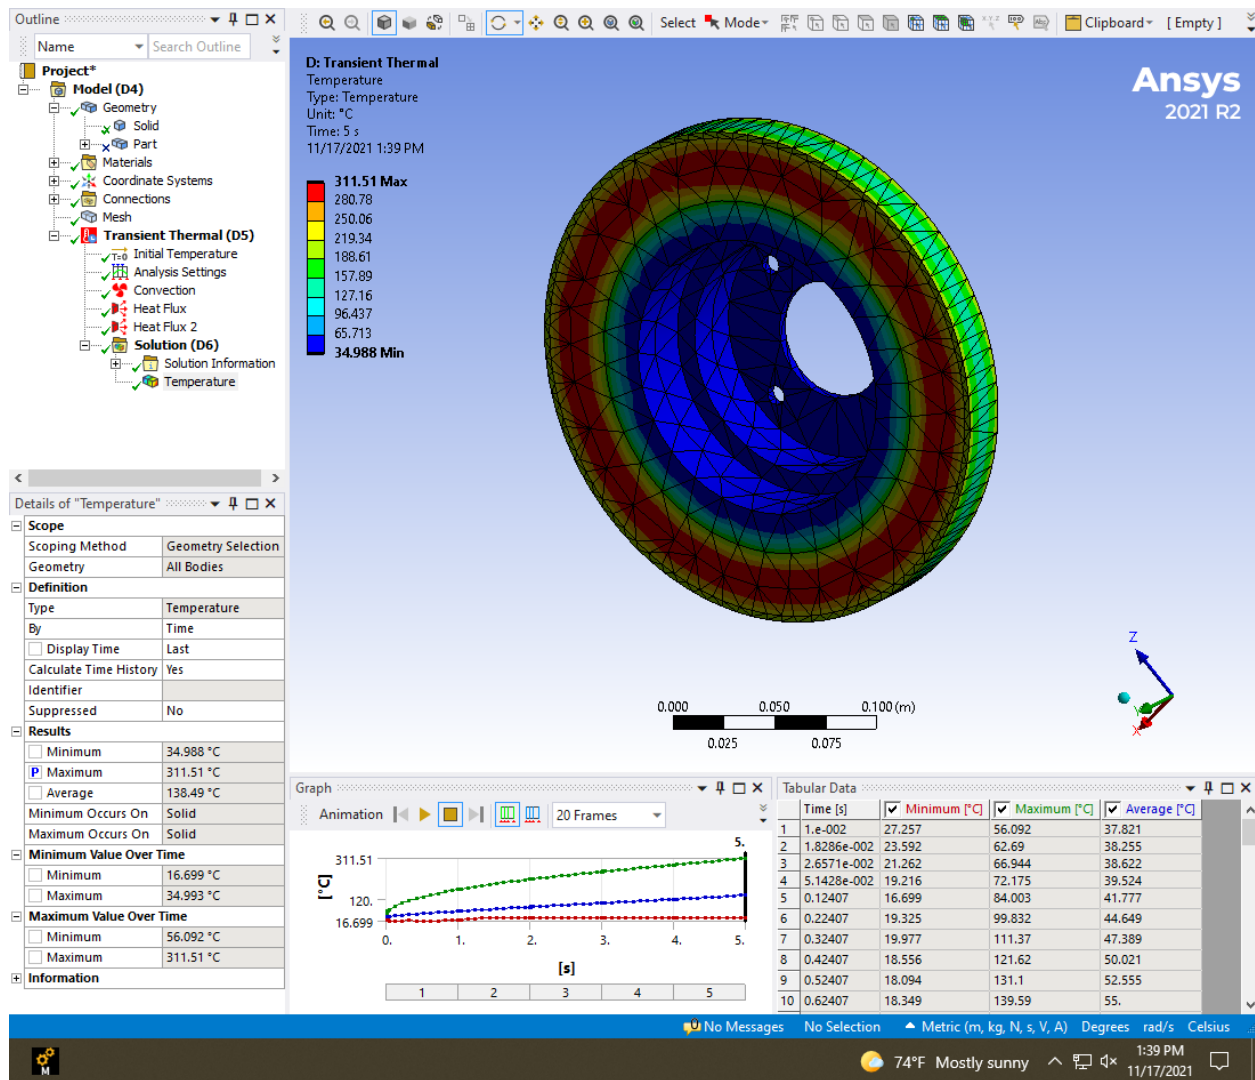 Outline
Name
Search Outline
Project*
Model (D4)
Geometry
Solid
Part
Materials
Coordinate Systems
Connections
Mesh
Transient Thermal (D5)
T=0 Initial Temperature
Analysis Settings
Convection
Heat Flux
Heat Flux 2
Solution (D6)
Solution Information
Temperature
Details of "Temperature"
Scope
Scoping Method Geometry Selection
Geometry All Bodies
Definition
Type Temperature
By Time
Display Time Last
Calculate Time History Yes
Identifier
Suppressed No
Results
Minimum 34.988 °C
P Maximum 311.51 °C
Average 138.49 °C
Minimum Occurs On Solid
Maximum Occurs On Solid
Minimum Value Over Time
Minimum 16.699 °C
Maximum 34.993 °C
Maximum Value Over Time
Minimum 56.092 °C
Maximum 311.51 °C
Information
Select Mode Clipboard [ Empty ]
D: Transient Thermal
Temperature
Type: Temperature
Unit: °C
Time: 5 s
11/17/2021 1:39 PM
311.51 Max
280.78
250.06
219.34
188.61
157.89
127.16
96.437
65.713
34.988 Min
Ansys
2021 R2
Z
Y
X
0.000 0.050 0.100 (m)
0.025 0.075
Graph
Animation 20 Frames
5.
311.51
120.
16.699
[°C]
0. 1. 2. 3. 4. 5.
[s]
1 2 3 4 5
Tabular Data
Time [s] Minimum [°C] Maximum [°C] Average [°C]
1 1.e-002 27.257 56.092 37.821
2 1.8286e-002 23.592 62.69 38.255
3 2.6571e-002 21.262 66.944 38.622
4 5.1428e-002 19.216 72.175 39.524
5 0.12407 16.699 84.003 41.777
6 0.22407 19.325 99.832 44.649
7 0.32407 19.977 111.37 47.389
8 0.42407 18.556 121.62 50.021
9 0.52407 18.094 131.1 52.555
10 0.62407 18.349 139.59 55.
0 No Messages No Selection Metric (m, kg, N, s, V, A) Degrees rad/s Celsius
M
74°F Mostly sunny
1:39 PM
11/17/2021